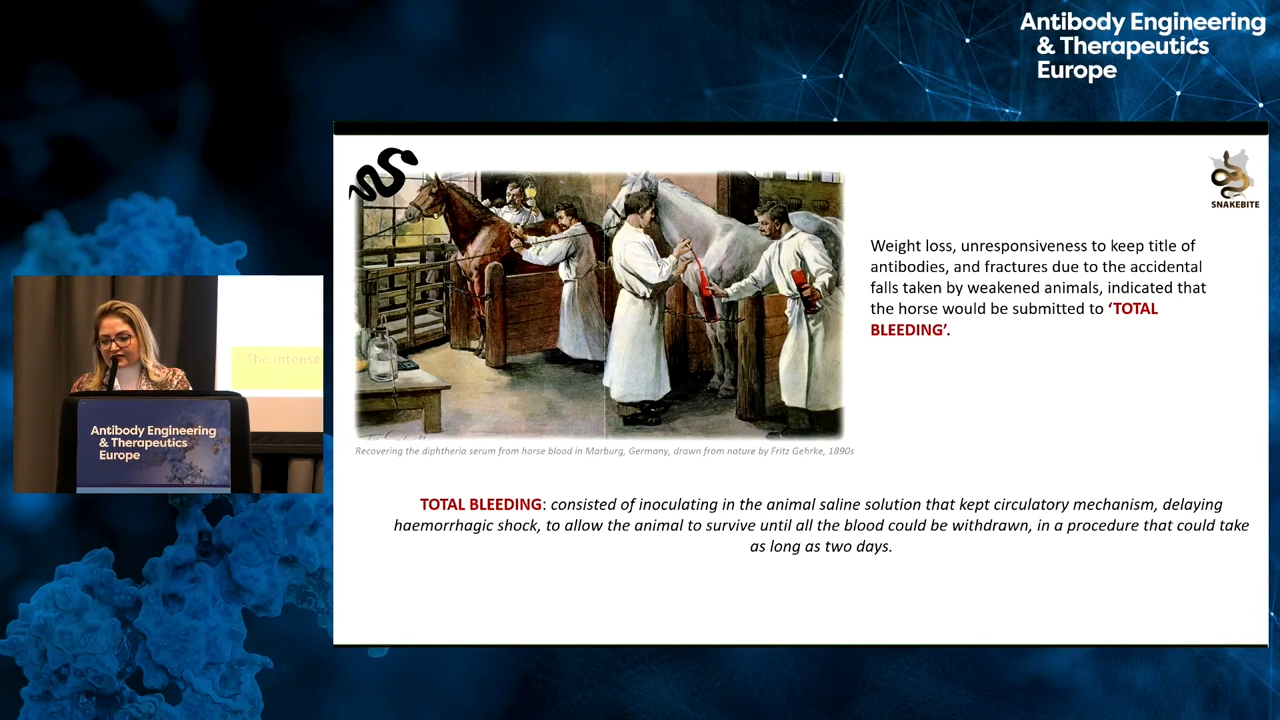 Antibody Engineering
& Therapeutics
Europe
SNAKEBITE
Weight loss, unresponsiveness to keep title of
antibodies, and fractures due to the accidental
falls taken by weakened animals, indicated that
the horse would be submitted to ‘TOTAL
BLEEDING’.
The intense
Antibody Engineering
& Therapeutics
Europe
Recovering the diphtheria serum from horse blood in Marburg, Germany, drawn from nature by Fritz Gehrke, 1890s
TOTAL BLEEDING: consisted of inoculating in the animal saline solution that kept circulatory mechanism, delaying
haemorrhagic shock, to allow the animal to survive until all the blood could be withdrawn, in a procedure that could take
as long as two days.